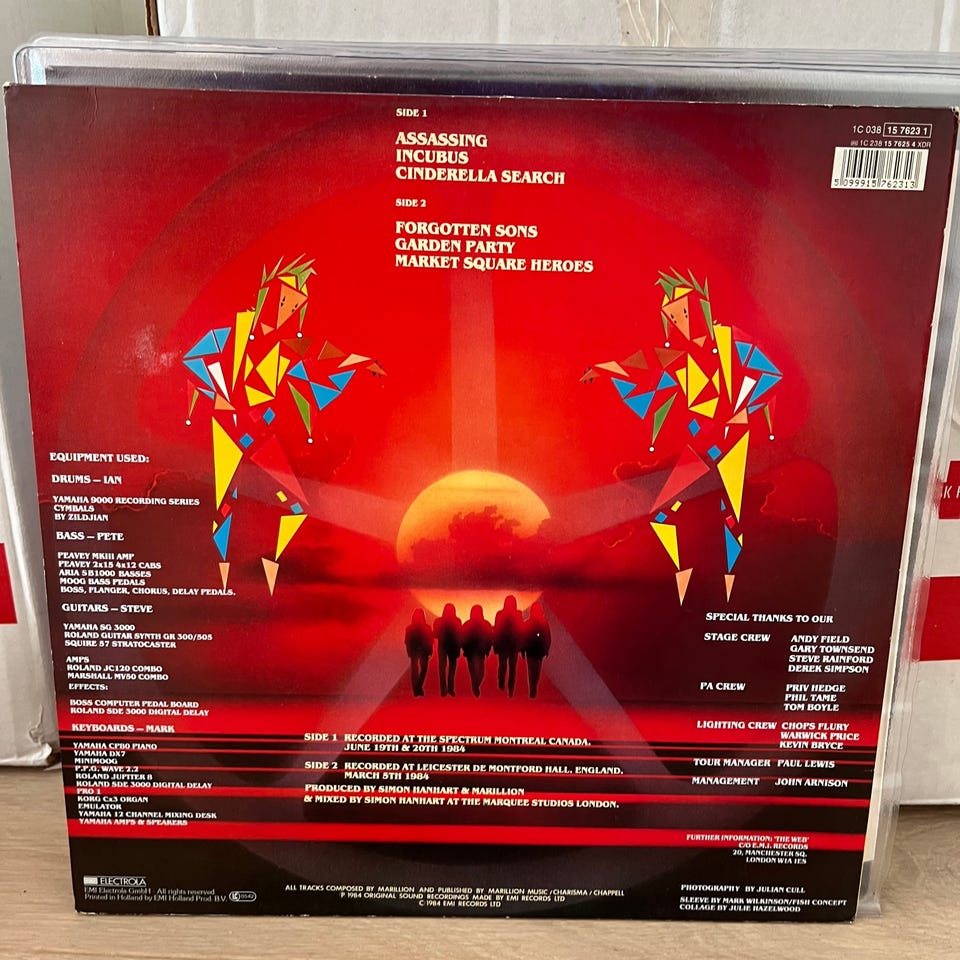 SIDE 1
ASSASSING
INCUBUS
CINDERELLA SEARCH
SIDE 2
FORGOTTEN SONS
GARDEN PARTY
MARKET SQUARE HEROES
1C 038 15 7623 1
1C 238 15 7625 4 XDR
5 099915 762313
EQUIPMENT USED:
DRUMS – IAN
YAMAHA 9000 RECORDING SERIES
CYMBALS
BY ZILDJIAN
BASS – PETE
PEAVEY MKIII AMP
PEAVEY 2x15 4x12 CABS
ARIA SB1000 BASSES
MOOG BASS PEDALS
BOSS, FLANGER, CHORUS, DELAY PEDALS.
GUITARS – STEVE
YAMAHA SG 3000
ROLAND GUITAR SYNTH GR 300/505
SQUIRE 57 STRATOCASTER
AMPS
ROLAND JC120 COMBO
MARSHALL MV50 COMBO
EFFECTS:
BOSS COMPUTER PEDAL BOARD
ROLAND SDE 3000 DIGITAL DELAY
KEYBOARDS – MARK
YAMAHA CP80 PIANO
YAMAHA DX7
MINIMOOG
P.P.G. WAVE 2.2
ROLAND JUPITER 8
ROLAND SDE 3000 DIGITAL DELAY
PRO 1
KORG Cx3 ORGAN
EMULATOR
YAMAHA 12 CHANNEL MIXING DESK
YAMAHA AMPS & SPEAKERS
SIDE 1 RECORDED AT THE SPECTRUM MONTREAL CANADA.
JUNE 19TH & 20TH 1984
SIDE 2 RECORDED AT LEICESTER DE MONTFORD HALL, ENGLAND.
MARCH 5TH 1984
PRODUCED BY SIMON HANHART & MARILLION
& MIXED BY SIMON HANHART AT THE MARQUEE STUDIOS LONDON.
SPECIAL THANKS TO OUR
STAGE CREW ANDY FIELD
GARY TOWNSEND
STEVE RAINFORD
DEREK SIMPSON
PA CREW PRIV HEDGE
PHIL TAME
TOM BOYLE
LIGHTING CREW CHOPS FLURY
WARWICK PRICE
KEVIN BRYCE
TOUR MANAGER PAUL LEWIS
MANAGEMENT JOHN ARNISON
FURTHER INFORMATION: 'THE WEB'
C/O E.M.I. RECORDS
20, MANCHESTER SQ.
LONDON W1A 1ES
ELECTROLA
EMI Electrola GmbH All rights reserved
Printed in Holland by EMI Holland Prod. B.V.
ALL TRACKS COMPOSED BY MARILLION AND PUBLISHED BY MARILLION MUSIC / CHARISMA / CHAPPELL
P 1984 ORIGINAL SOUND RECORDINGS MADE BY EMI RECORDS LTD
C 1984 EMI RECORDS LTD
PHOTOGRAPHY BY JULIAN CULL
SLEEVE BY MARK WILKINSON/FISH CONCEPT
COLLAGE BY JULIE HAZELWOOD